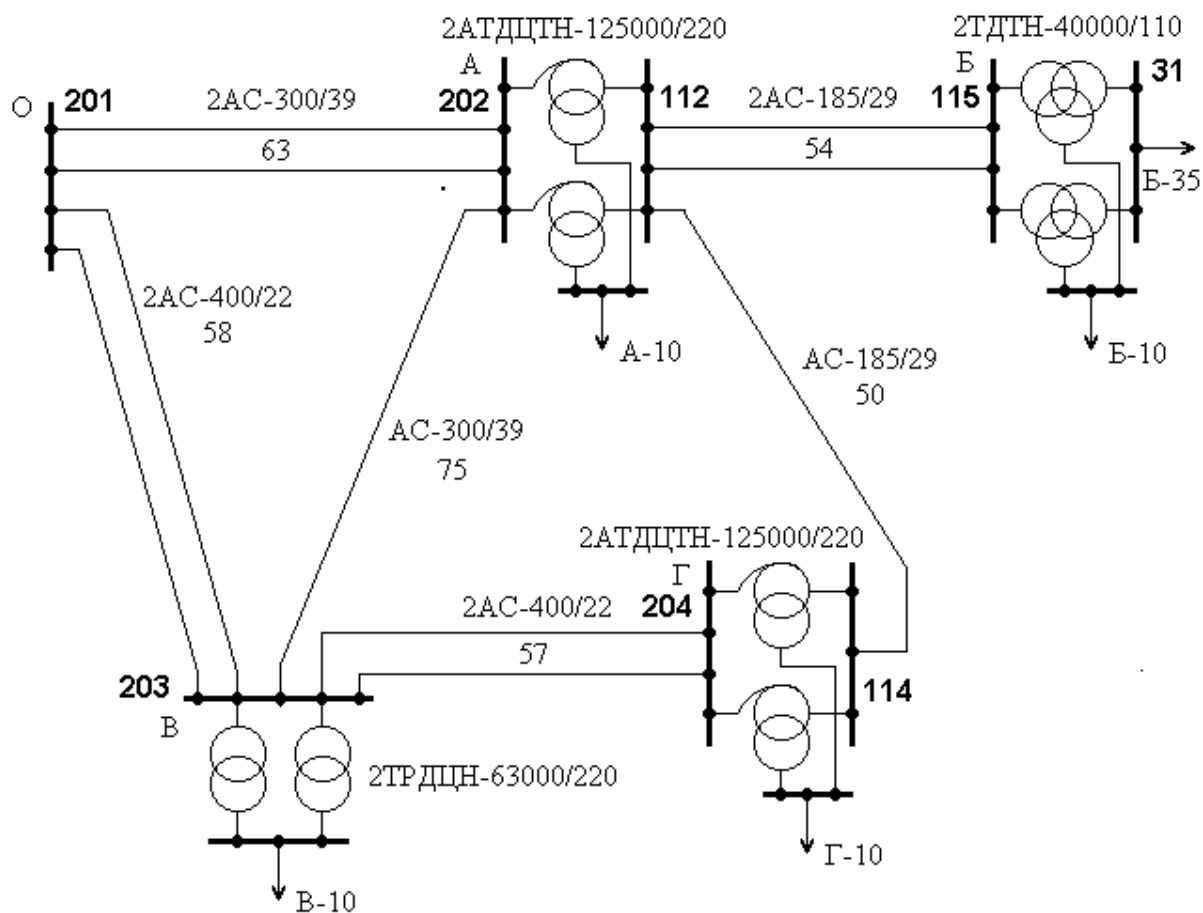 2АТДЦТН-125000/220
2ТДТН-40000/110
О
201
2АС-300/39
63
А
202
112
2АС-185/29
54
Б
115
31
Б-35
2АС-400/22
58
А-10
Б-10
АС-185/29
50
АС-300/39
75
2АТДЦТН-125000/220
Г
204
2АС-400/22
57
203
В
114
2ТРДЦН-63000/220
Г-10
В-10